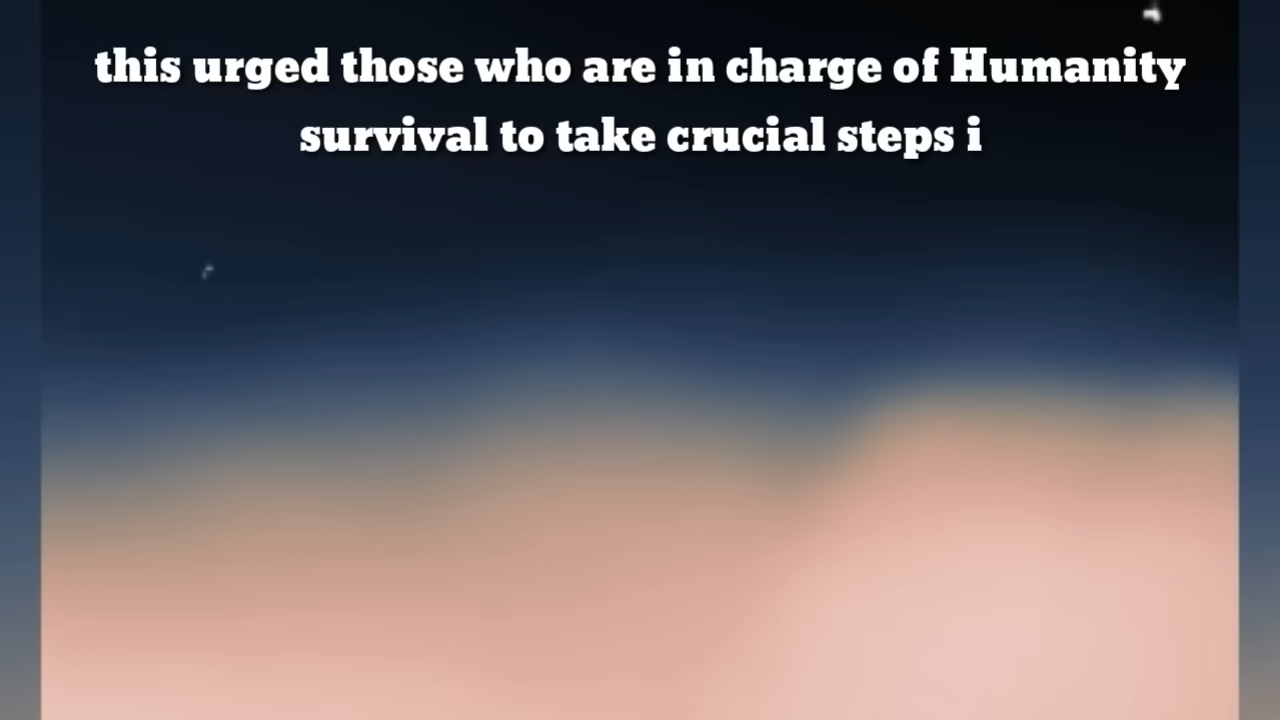 this urged those who are in charge of Humanity
survival to take crucial steps i